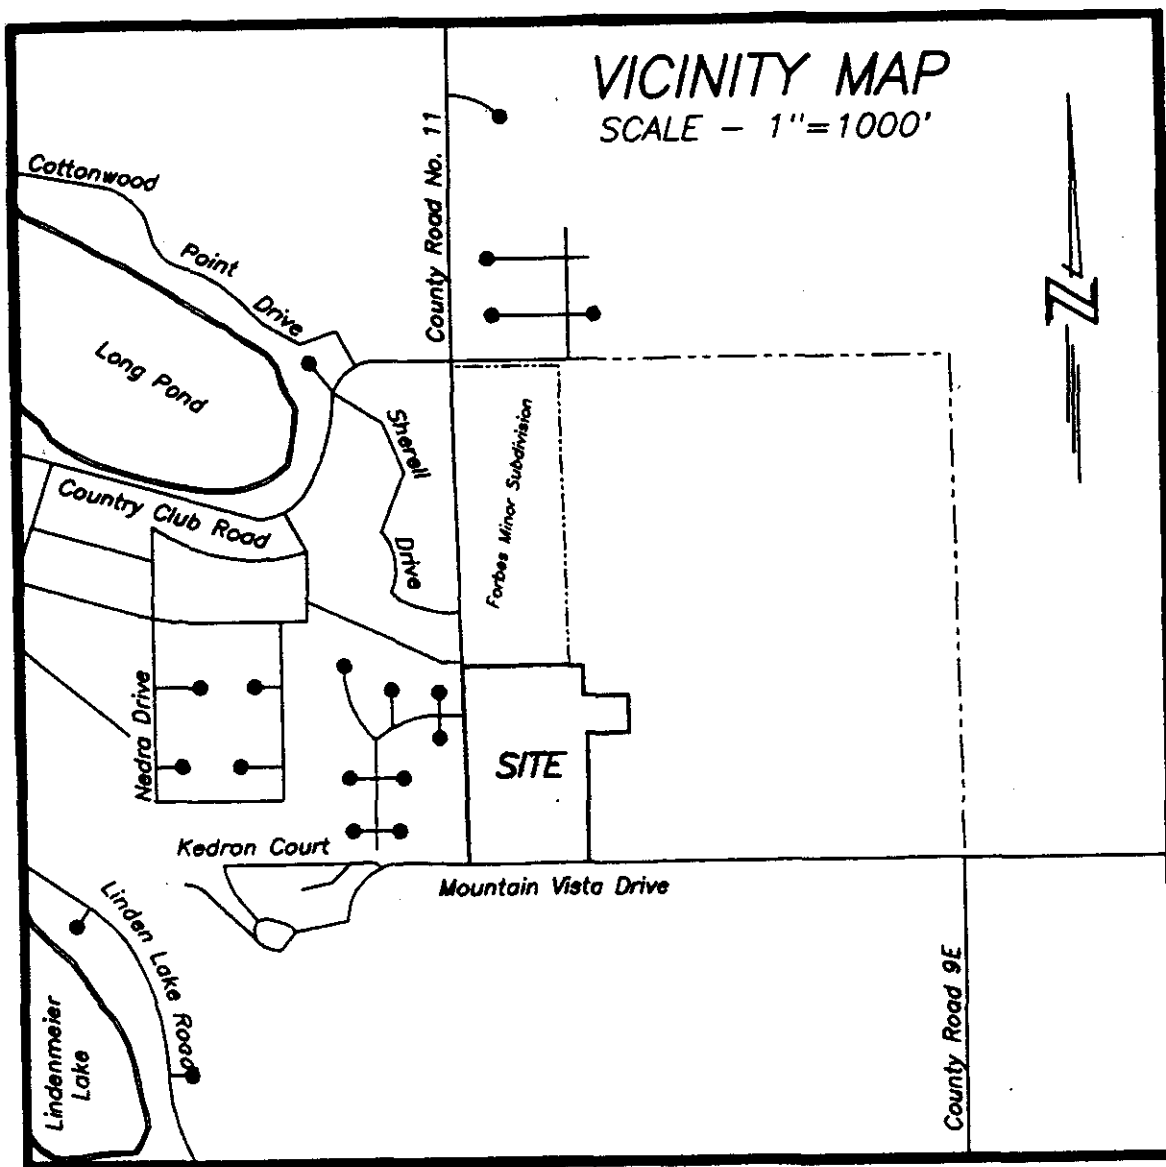 VICINITY MAP
SCALE - 1"=1000'
County Road No. 11
Cottonwood
Point
Drive
Long Pond
Sherell
Drive
Forbes Minor Subdivision
N
Country Club Road
Nedra Drive
SITE
Kedron Court
Mountain Vista Drive
Linden Lake Road
Lindenmeier
Lake
County Road 9E